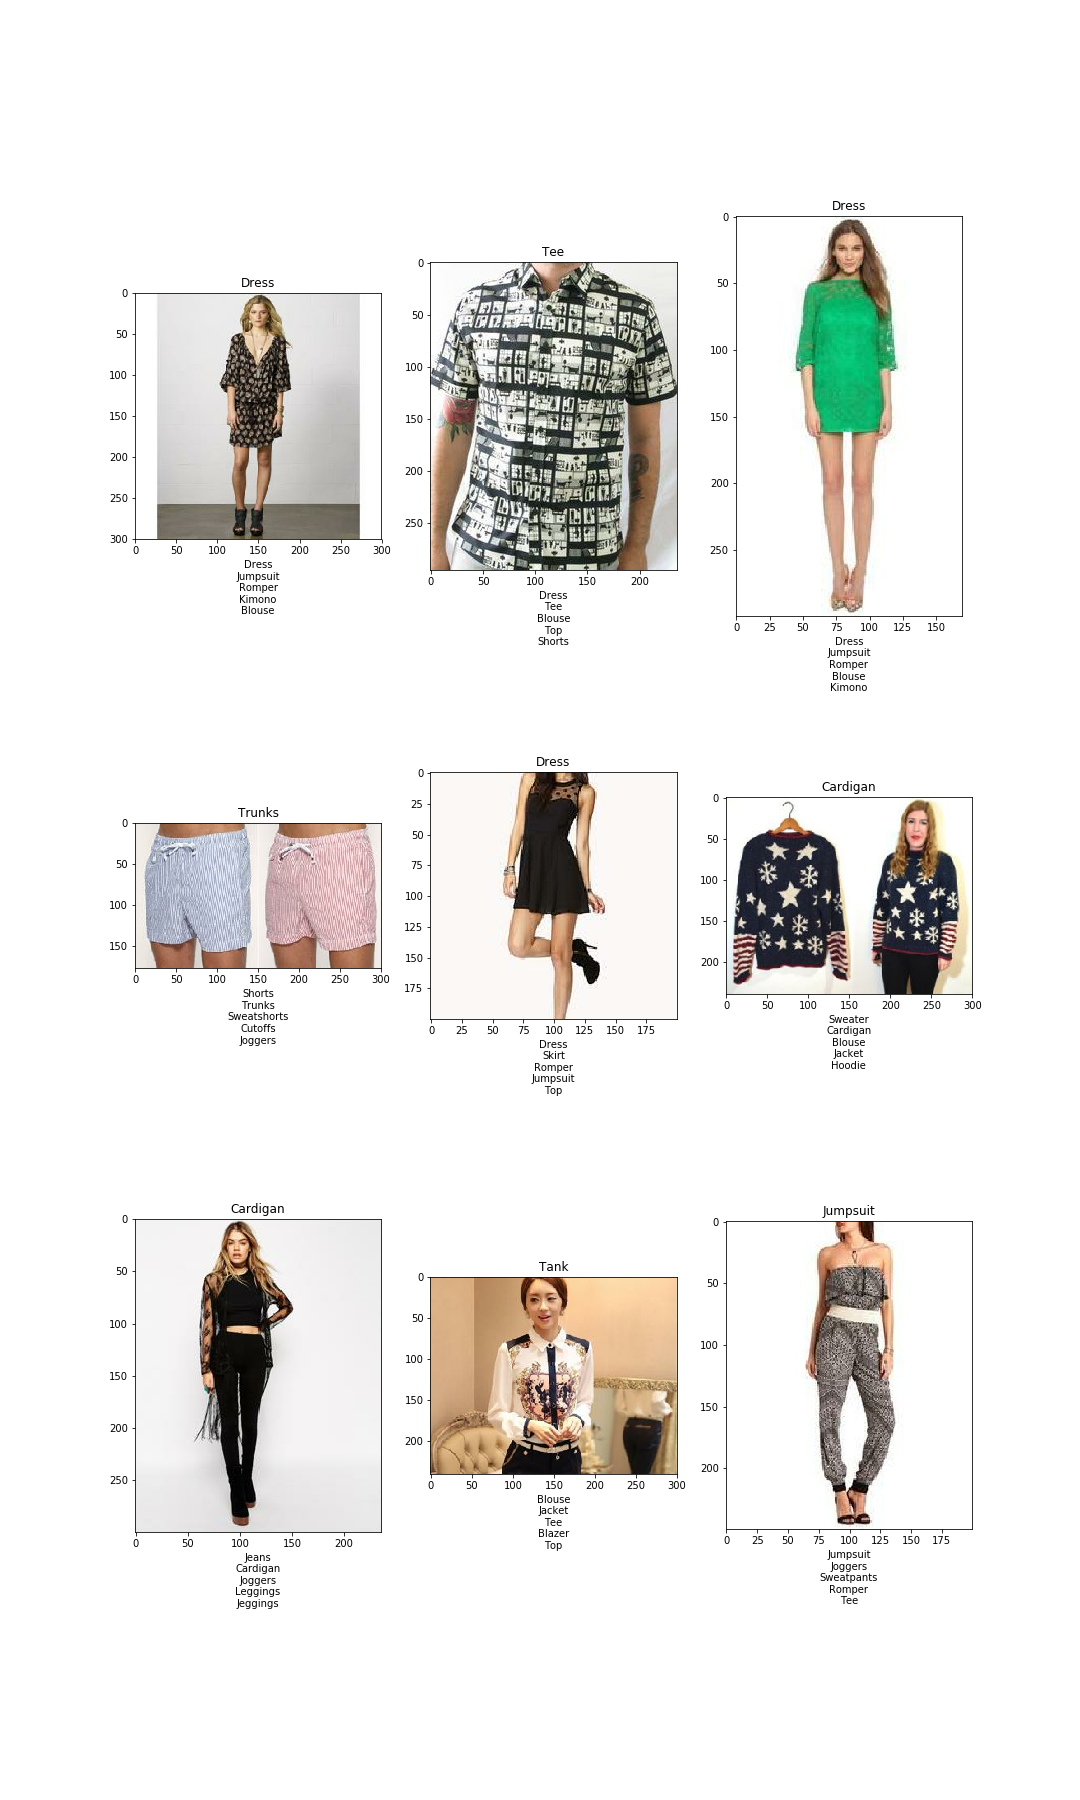 Dress
0
50
100
150
200
250
300
0 50 100 150 200 250 300
Dress
Jumpsuit
Romper
Kimono
Blouse
Tee
0
50
100
150
200
250
0 50 100 150 200
Dress
Tee
Blouse
Top
Shorts
Dress
0
50
100
150
200
250
0 25 50 75 100 125 150
Dress
Jumpsuit
Romper
Blouse
Kimono
Trunks
0
50
100
150
0 50 100 150 200 250 300
Shorts
Trunks
Sweatshorts
Cutoffs
Joggers
Dress
0
25
50
75
100
125
150
175
0 25 50 75 100 125 150 175
Dress
Skirt
Romper
Jumpsuit
Top
Cardigan
0
50
100
150
200
0 50 100 150 200 250 300
Sweater
Cardigan
Blouse
Jacket
Hoodie
Cardigan
0
50
100
150
200
250
0 50 100 150 200
Jeans
Cardigan
Joggers
Leggings
Jeggings
Tank
0
50
100
150
200
0 50 100 150 200 250 300
Blouse
Jacket
Tee
Blazer
Top
Jumpsuit
0
50
100
150
200
0 25 50 75 100 125 150 175
Jumpsuit
Joggers
Sweatpants
Romper
Tee